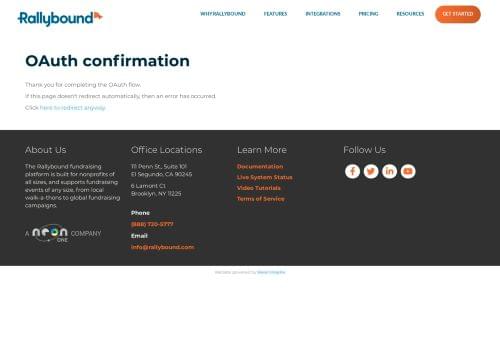 Rallybound
WHY RALLYBOUND
FEATURES
INTEGRATIONS
PRICING
RESOURCES
GET STARTED
OAuth confirmation
Thank you for completing the OAuth flow.
If this page doesn't redirect automatically, then an error has occurred.
Click here to redirect anyway.
About Us
The Rallybound fundraising
platform is built for nonprofits of
all sizes, and supports fundraising
events of any size, from local
walk-a-thons to global fundraising
campaigns.
A neon one COMPANY
Office Locations
111 Penn St., Suite 101
El Segundo, CA 90245
6 Lamont Ct
Brooklyn, NY 11225
Phone
(888) 720-5777
Email
info@rallybound.com
Learn More
Documentation
Live System Status
Video Tutorials
Terms of Service
Follow Us
Website powered by